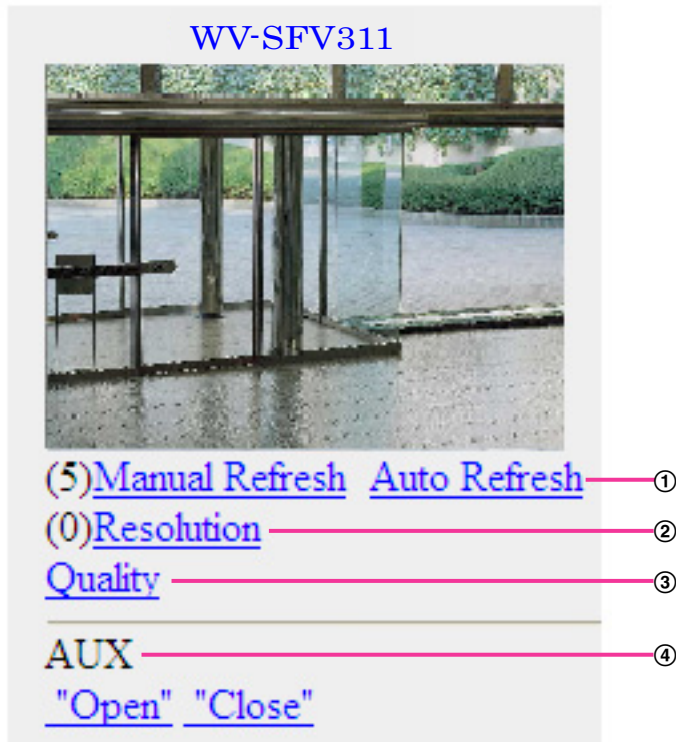 WV-SFV311
(5)Manual Refresh Auto Refresh ①
(0)Resolution ②
Quality ③
AUX ④
"Open" "Close"